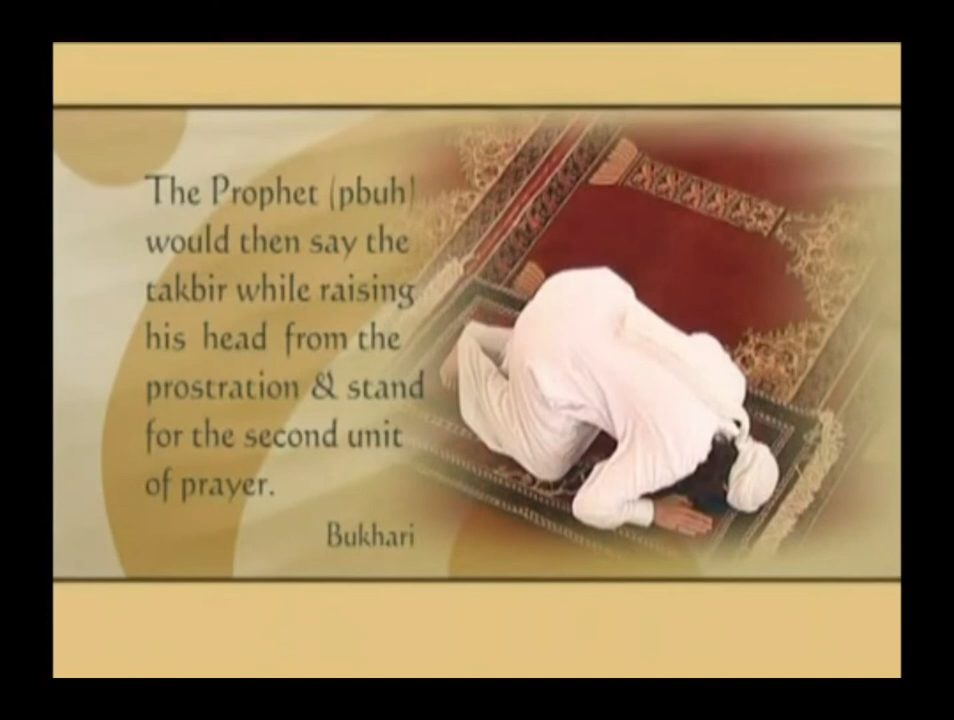 The Prophet (pbuh)
would then say the
takbir while raising
his head from the
prostration & stand
for the second unit
of prayer.
Bukhari